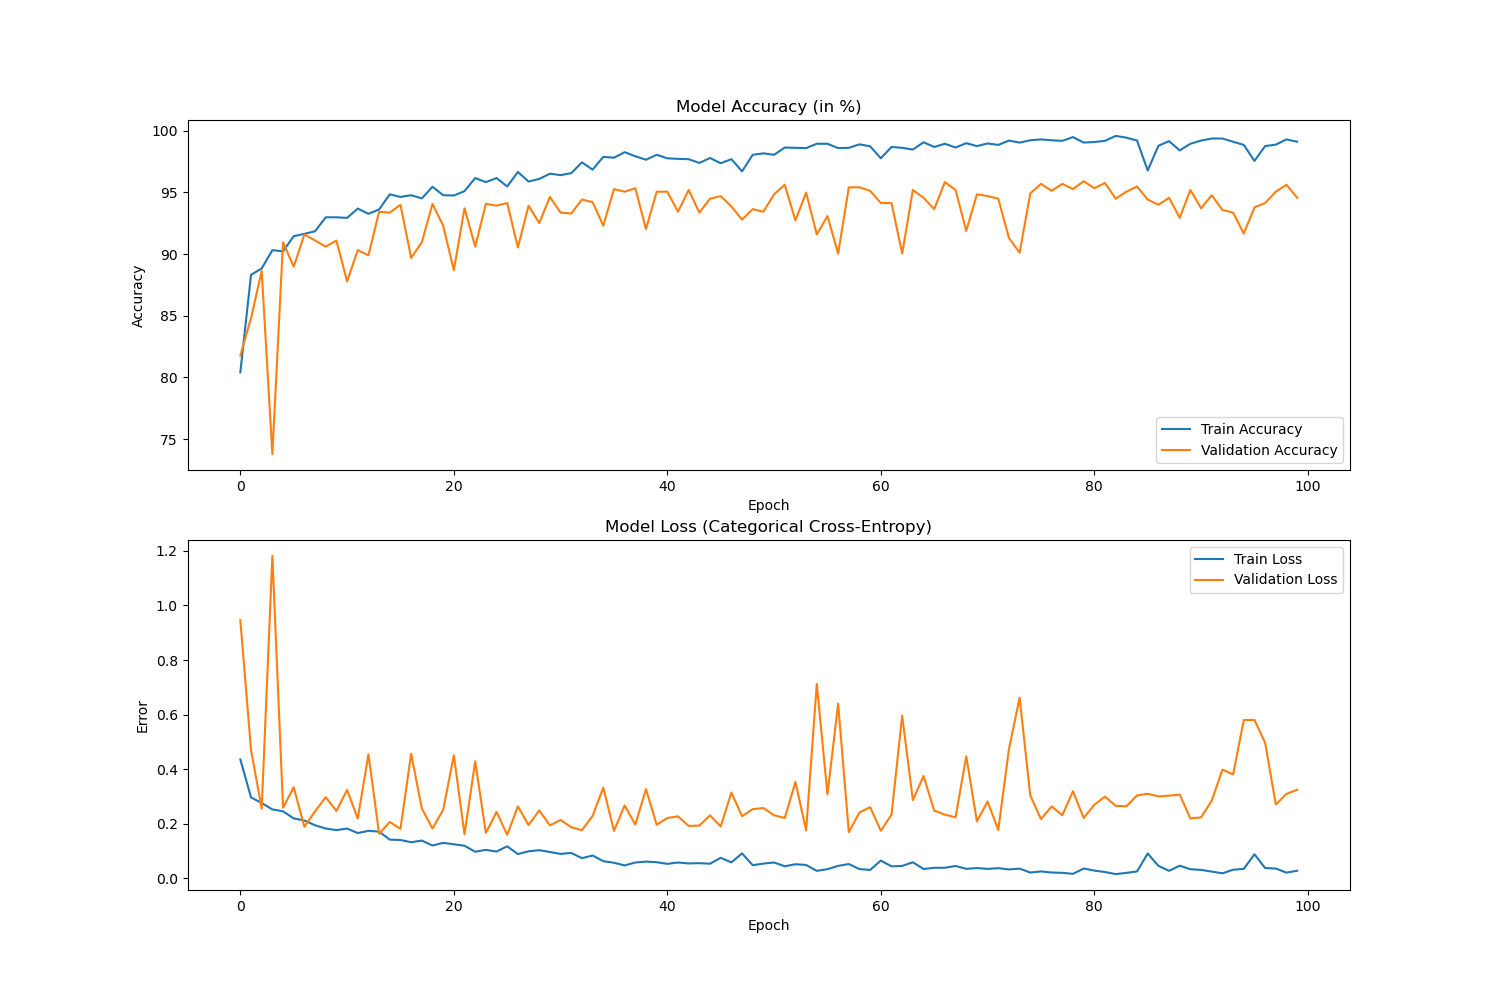 Model Accuracy (in %)
100
95
90
85
80
75
Accuracy
Train Accuracy
Validation Accuracy
0 20 40 60 80 100
Epoch
Model Loss (Categorical Cross-Entropy)
1.2
1.0
0.8
0.6
0.4
0.2
0.0
Error
Train Loss
Validation Loss
0 20 40 60 80 100
Epoch